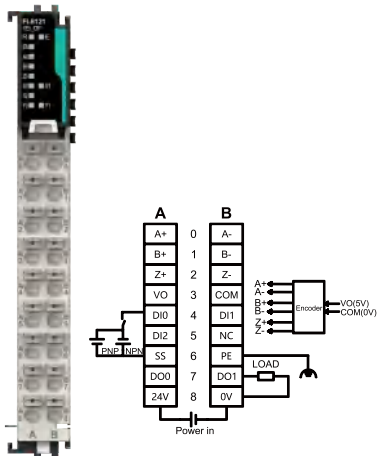 FL6121
A B
A+ 0 A-
B+ 1 B-
Z+ 2 Z-
VO 3 COM
DI0 4 DI1
DI2 5 NC
SS 6 PE
DO0 7 DO1
24V 8 0V
PNP NPN
LOAD
Power in
A+
A-
B+
B-
Z+
Z-
Encoder
VO(5V)
COM(0V)
A B